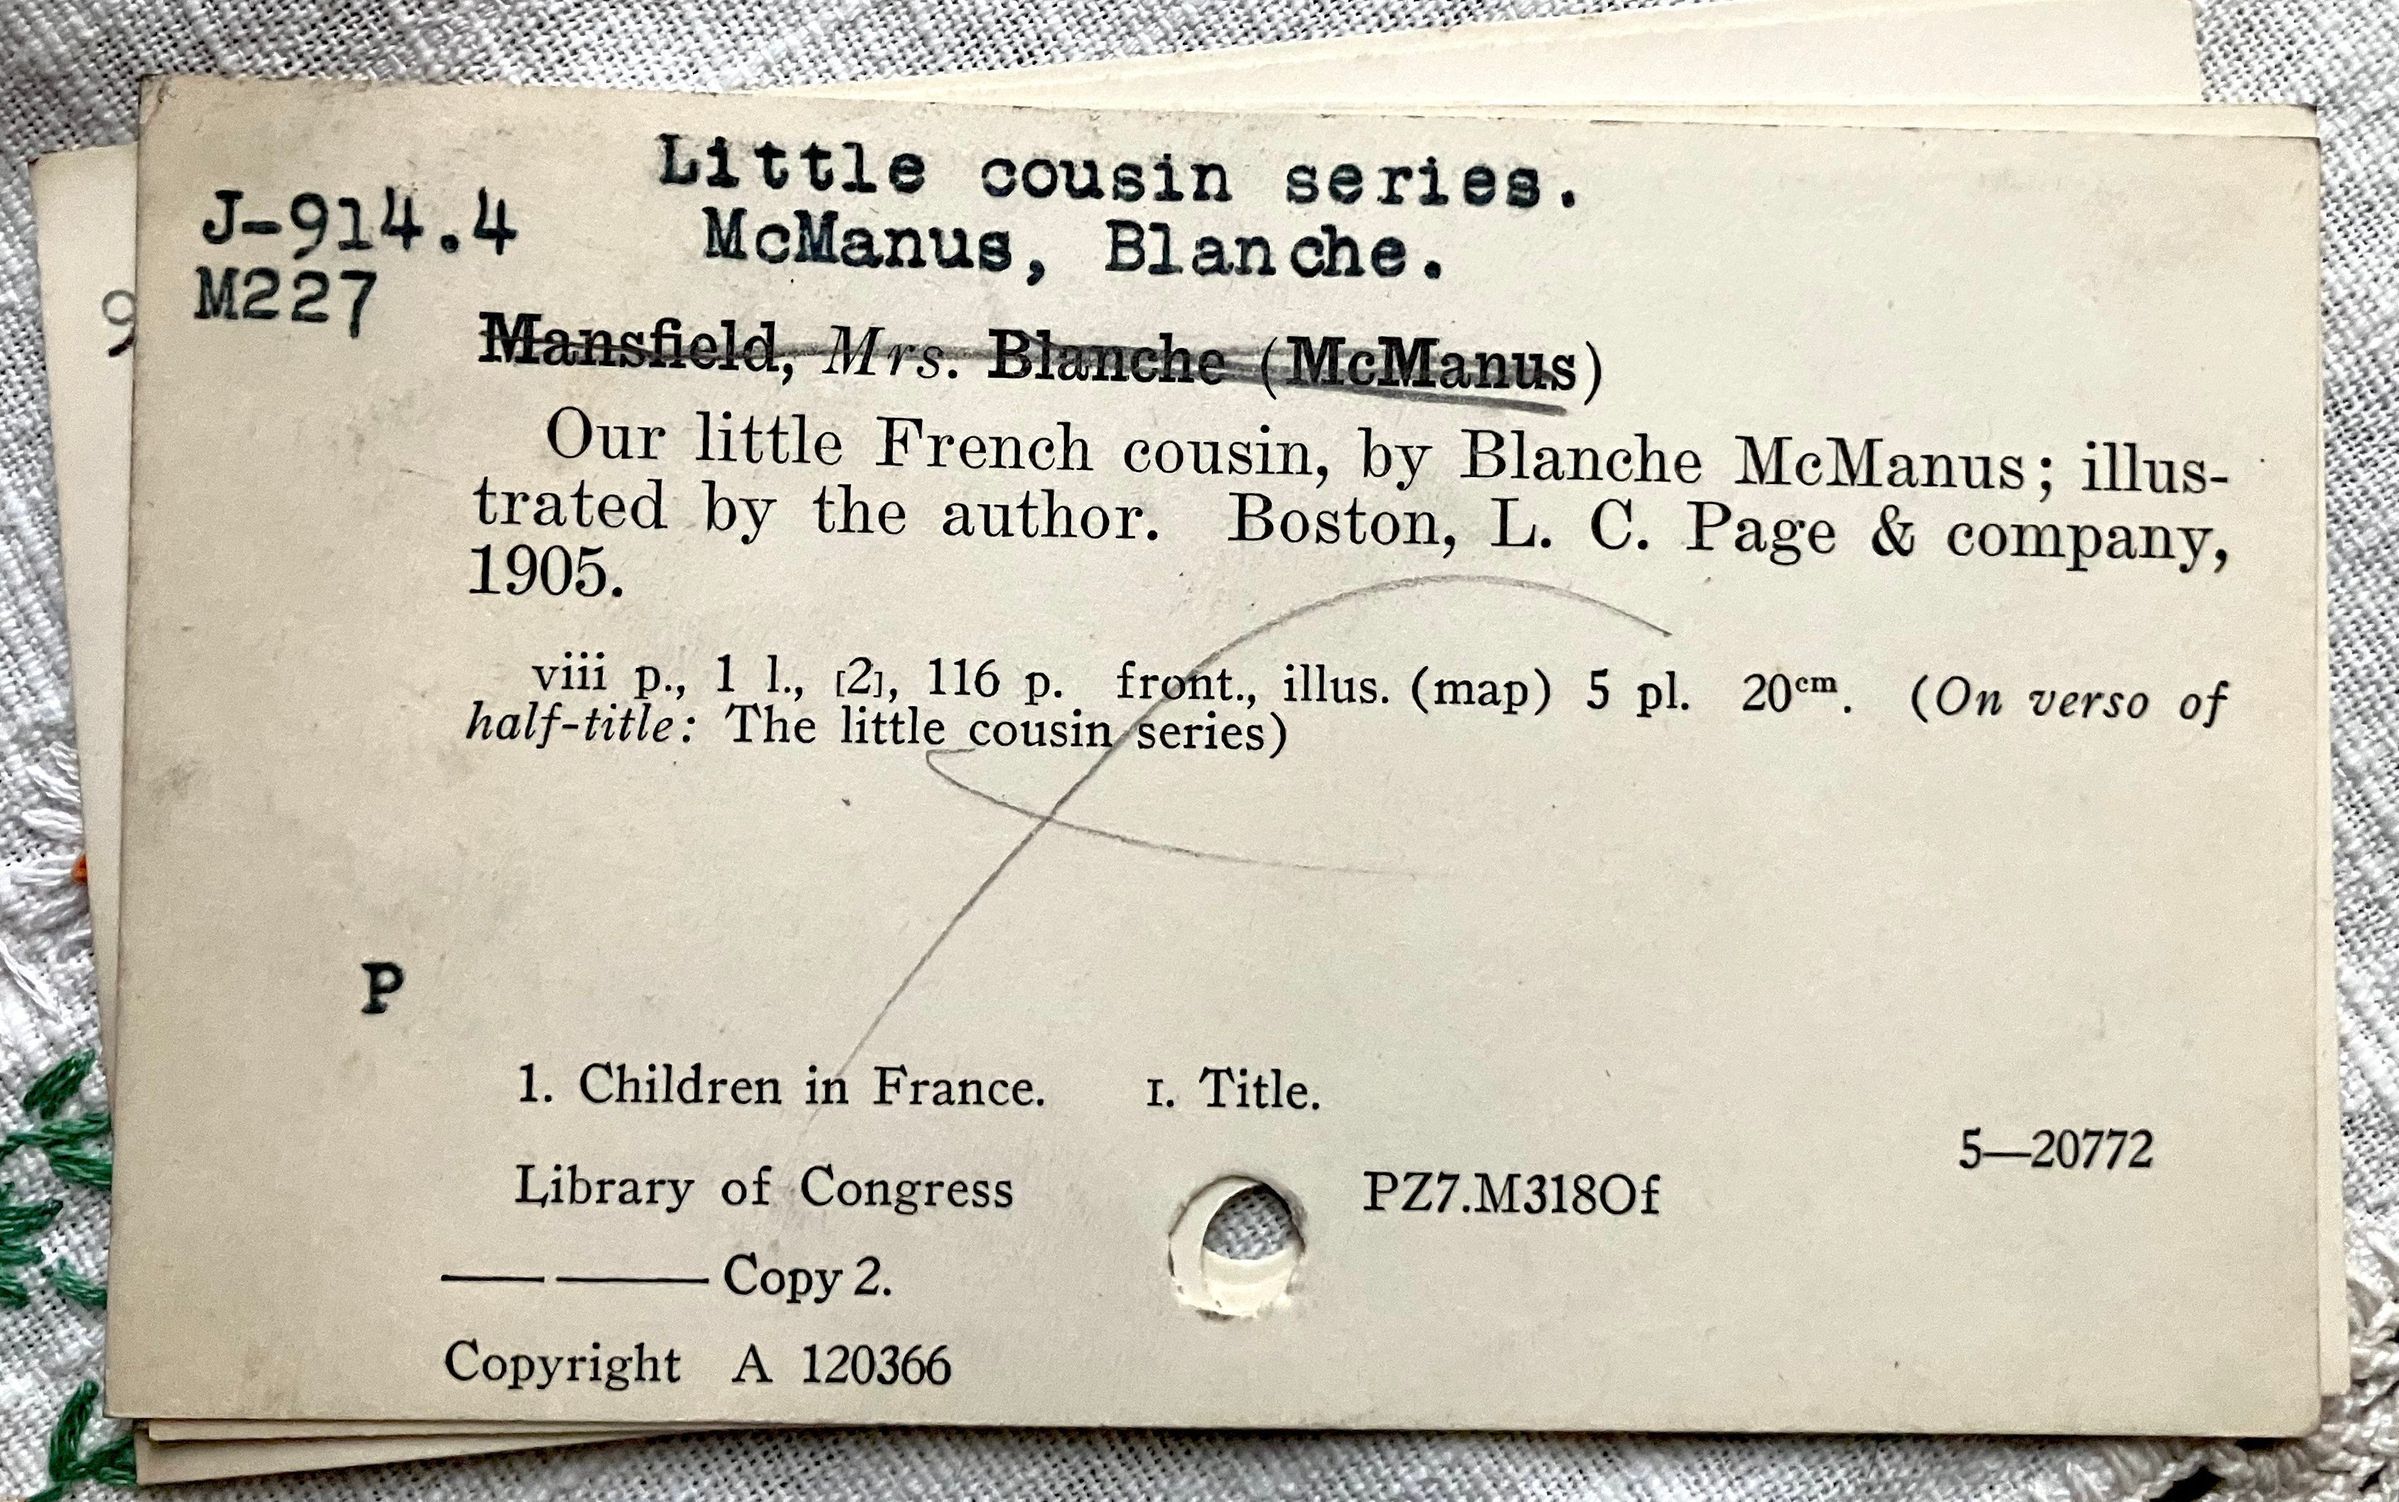 Little cousin series.
J-914.4
McManus, Blanche.
M227
9
Mansfield, Mrs. Blanche (McManus)
Our little French cousin, by Blanche McManus; illus-
trated by the author. Boston, L. C. Page & company,
1905.
viii p., 1 l., [2], 116 p. front., illus. (map) 5 pl. 20cm. (On verso of
half-title: The little cousin series)
P
1. Children in France. I. Title.
5—20772
Library of Congress PZ7.M318Of
—— —— Copy 2.
Copyright A 120366